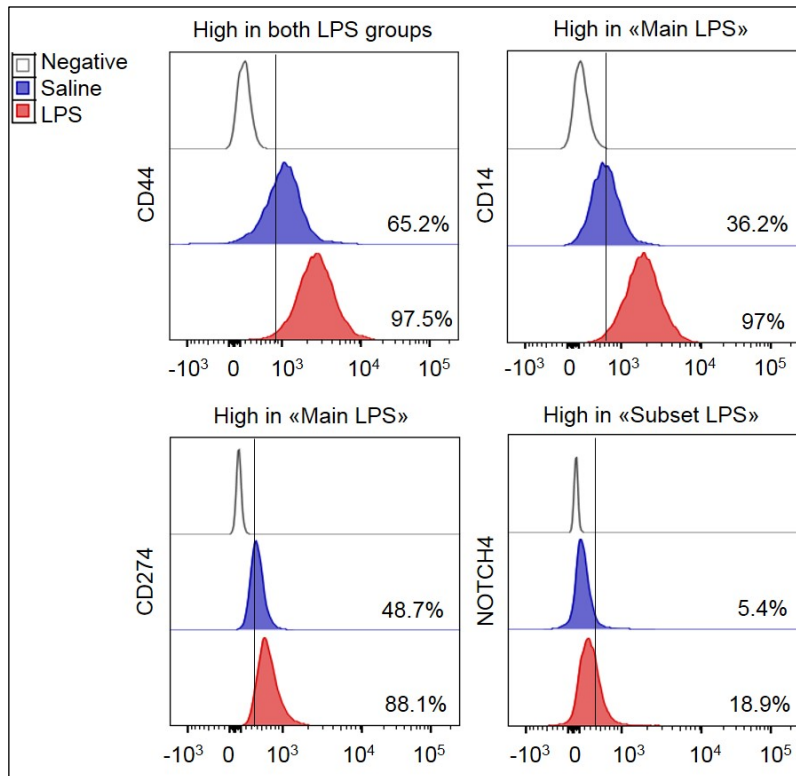 High in both LPS groups
High in «Main LPS»
Negative
Saline
LPS
CD44
65.2%
97.5%
-10³ 0 10³ 10⁴ 10⁵
CD14
36.2%
97%
-10³ 0 10³ 10⁴ 10⁵
High in «Main LPS»
High in «Subset LPS»
CD274
48.7%
88.1%
-10³ 0 10³ 10⁴ 10⁵
NOTCH4
5.4%
18.9%
-10³ 0 10³ 10⁴ 10⁵